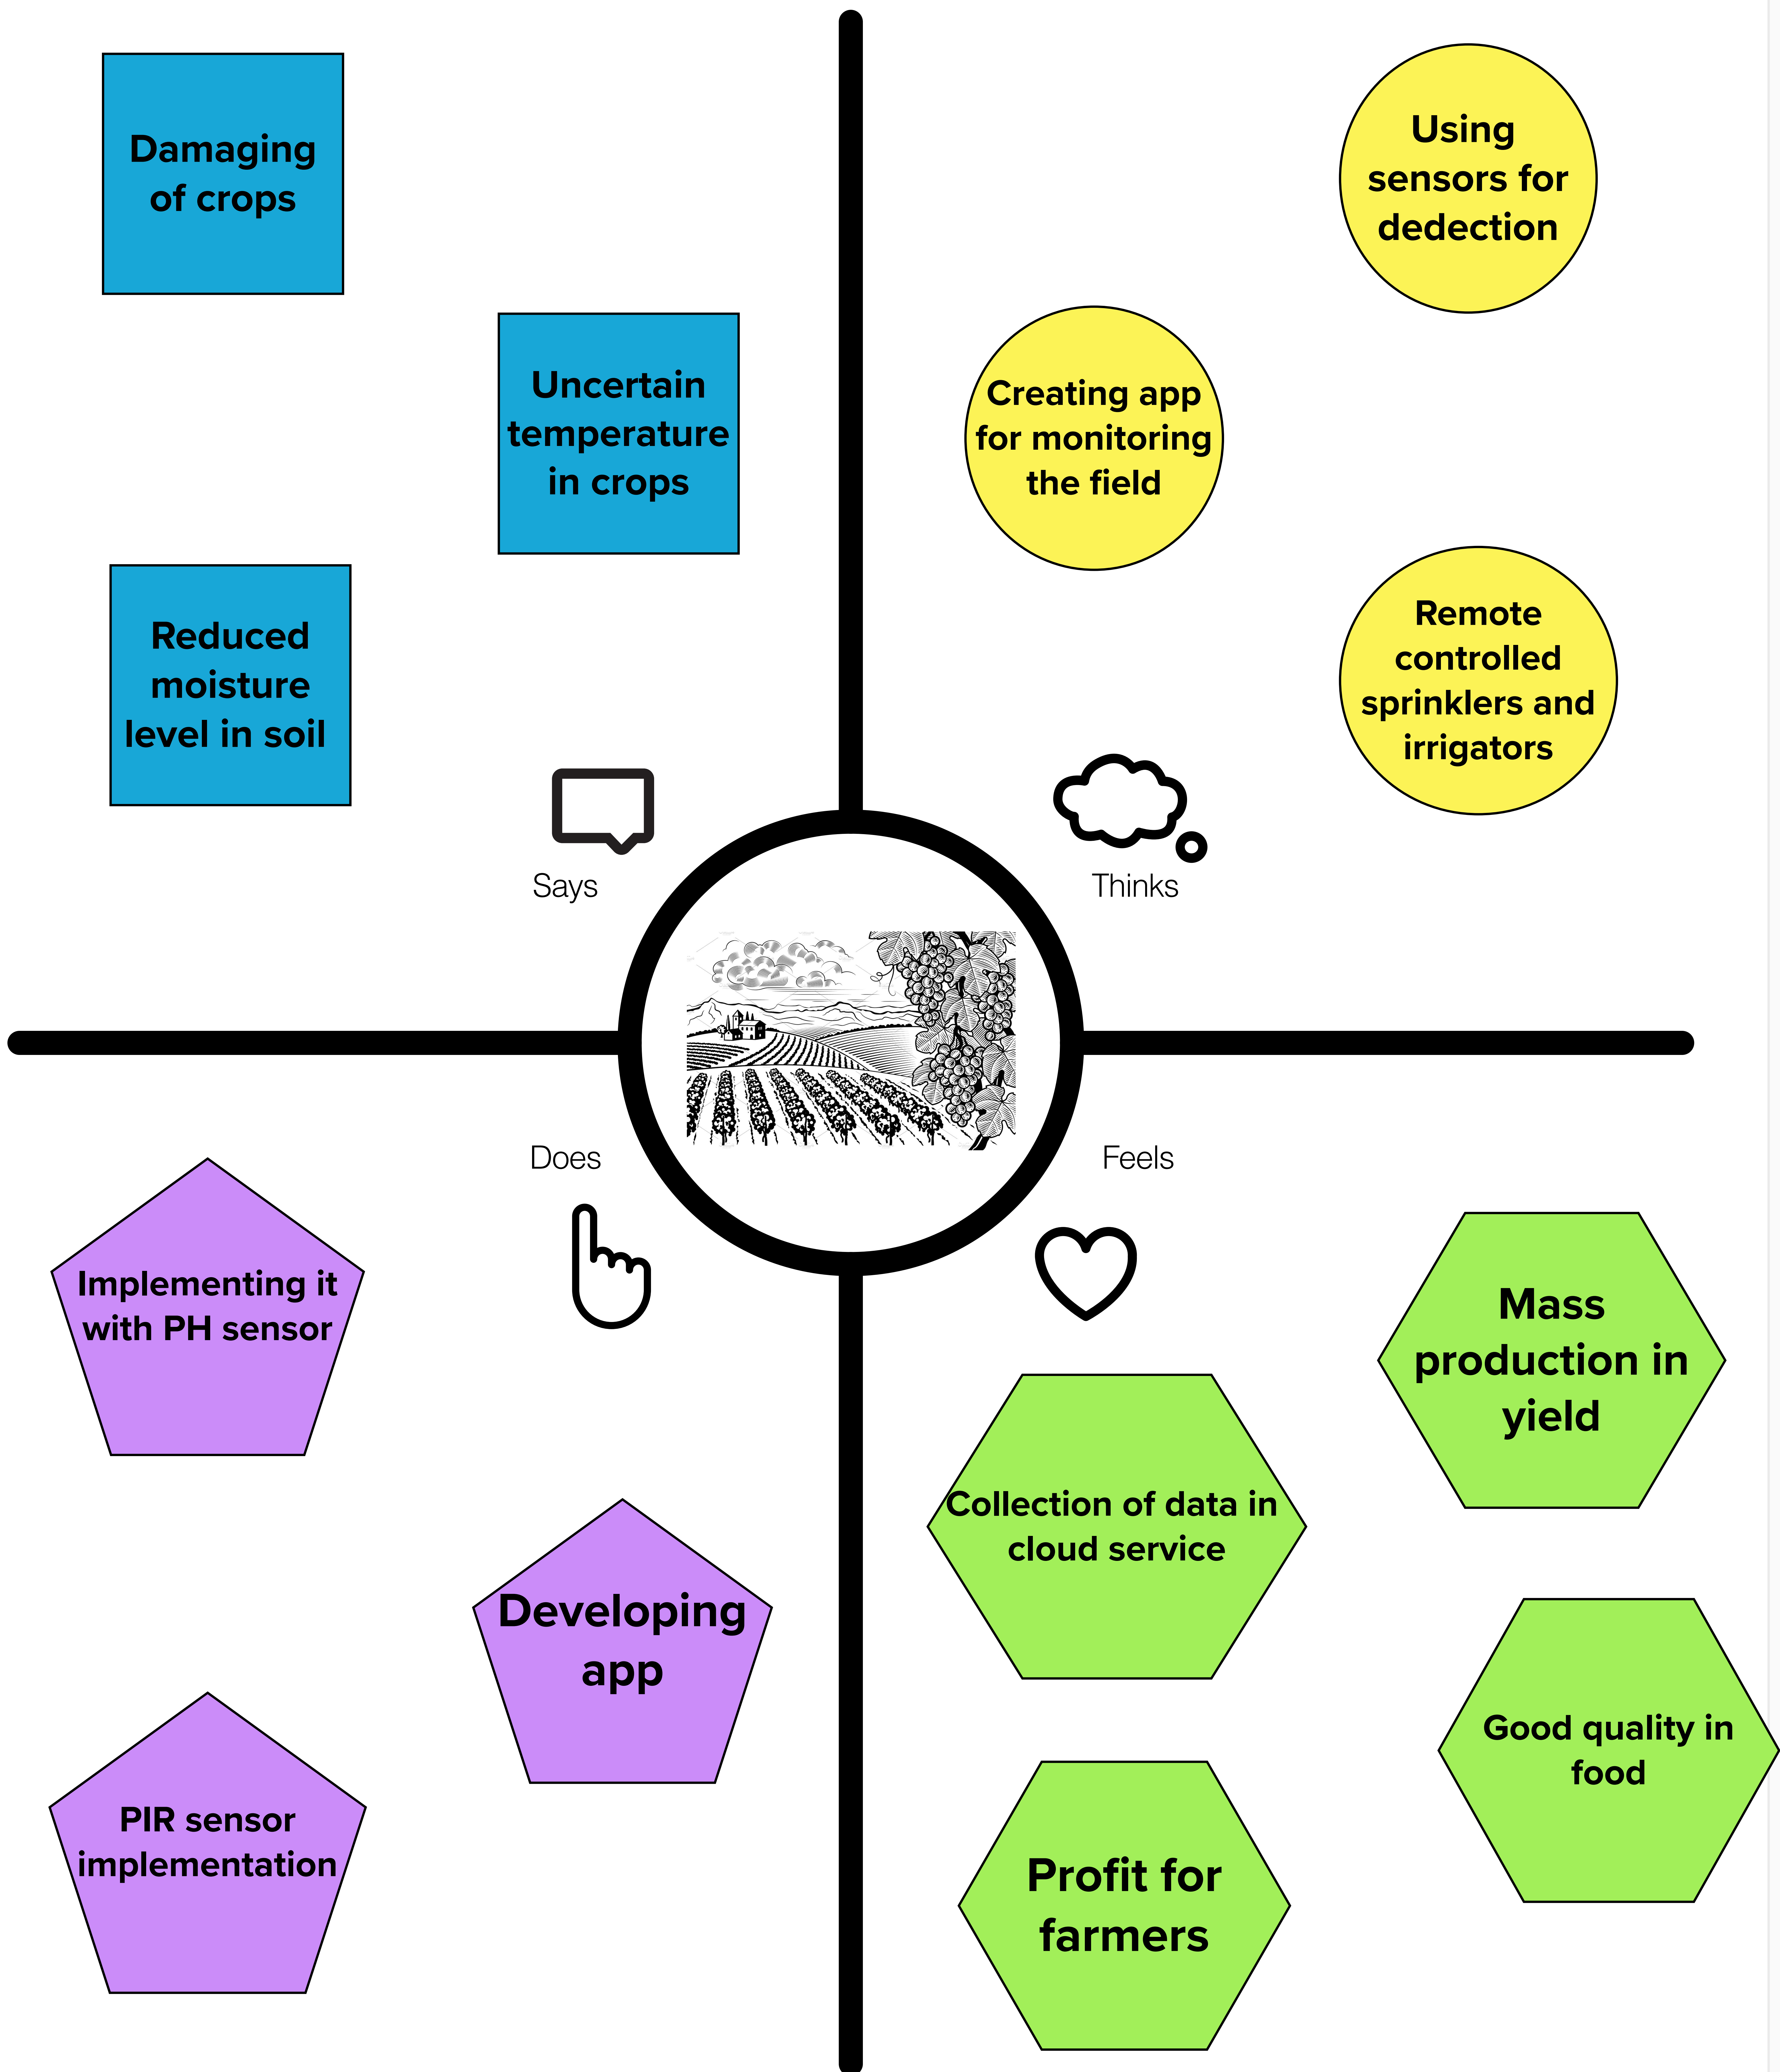 Damaging
of crops
Uncertain
temperature
in crops
Reduced
moisture
level in soil
Says
Using
sensors for
dedection
Creating app
for monitoring
the field
Remote
controlled
sprinklers and
irrigators
Thinks
Does
Implementing it
with PH sensor
Developing
app
PIR sensor
implementation
Feels
Mass
production in
yield
Collection of data in
cloud service
Good quality in
food
Profit for
farmers